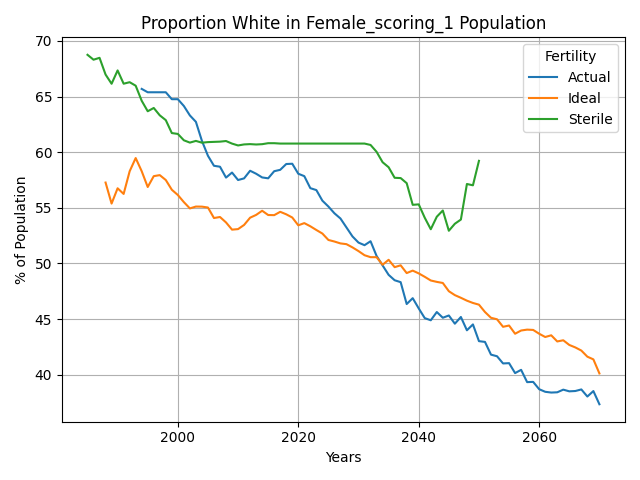 Proportion White in Female_scoring_1 Population
% of Population
70
65
60
55
50
45
40
Fertility
Actual
Ideal
Sterile
2000
2020
2040
2060
Years